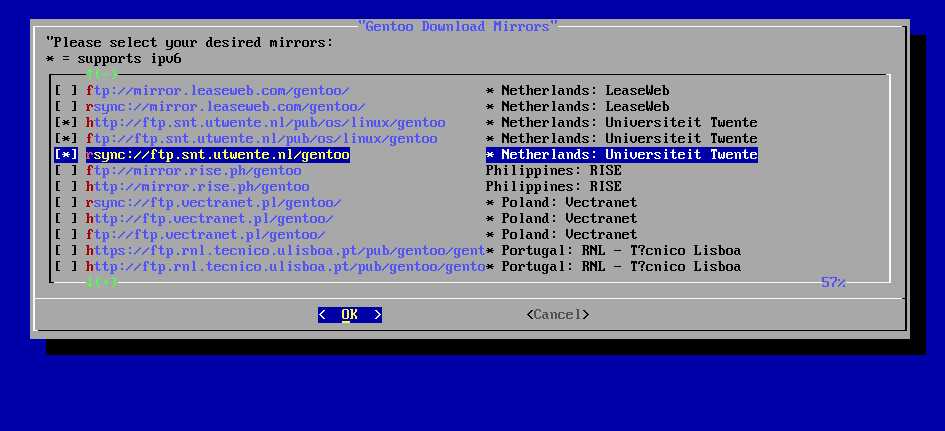 "Gentoo Download Mirrors"
"Please select your desired mirrors:
* = supports ipv6
↑(-)
[ ] ftp://mirror.leaseweb.com/gentoo/ * Netherlands: LeaseWeb
[ ] rsync://mirror.leaseweb.com/gentoo/ * Netherlands: LeaseWeb
[*] http://ftp.snt.utwente.nl/pub/os/linux/gentoo * Netherlands: Universiteit Twente
[*] ftp://ftp.snt.utwente.nl/pub/os/linux/gentoo * Netherlands: Universiteit Twente
[*] rsync://ftp.snt.utwente.nl/gentoo * Netherlands: Universiteit Twente
[ ] ftp://mirror.rise.ph/gentoo Philippines: RISE
[ ] http://mirror.rise.ph/gentoo Philippines: RISE
[ ] rsync://ftp.vectranet.pl/gentoo/ * Poland: Vectranet
[ ] http://ftp.vectranet.pl/gentoo/ * Poland: Vectranet
[ ] ftp://ftp.vectranet.pl/gentoo/ * Poland: Vectranet
[ ] https://ftp.rnl.tecnico.ulisboa.pt/pub/gentoo/gent* Portugal: RNL - T?cnico Lisboa
[ ] http://ftp.rnl.tecnico.ulisboa.pt/pub/gentoo/gento* Portugal: RNL - T?cnico Lisboa
↓(+) 57%
< OK > <Cancel>